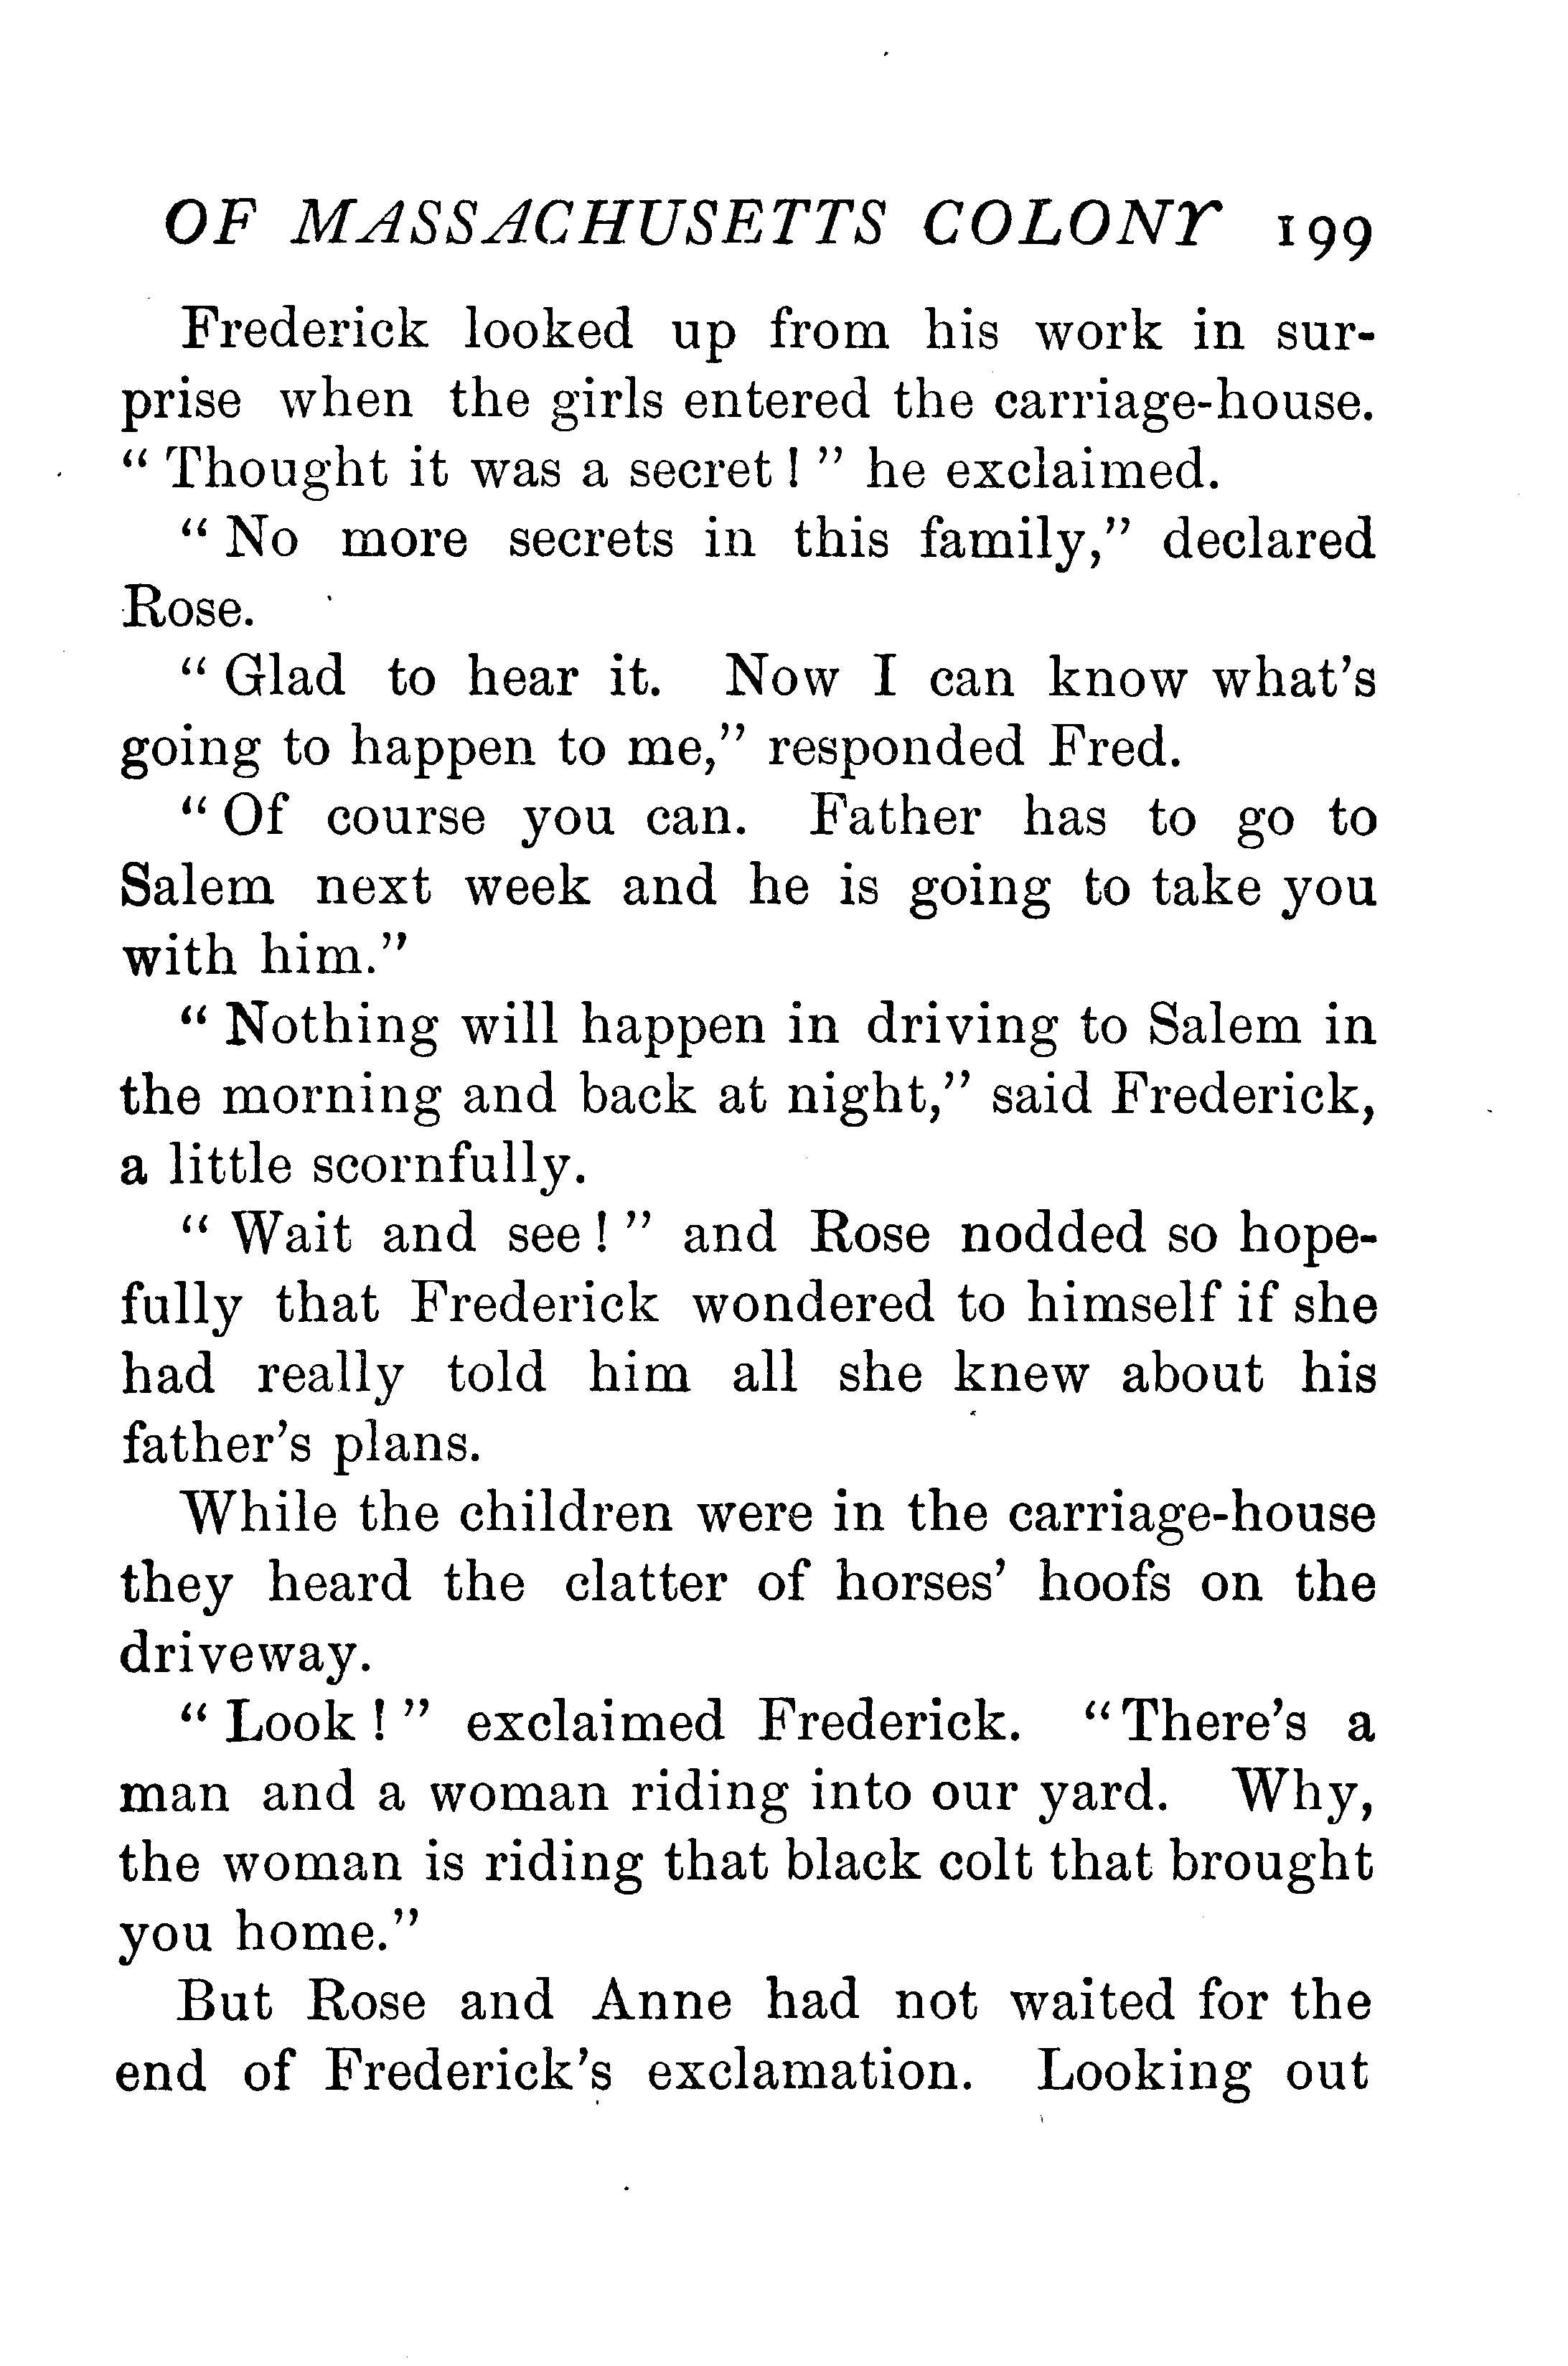 OF MASSACHUSETTS COLONY 199
Frederick looked up from his work in sur-
prise when the girls entered the carriage-house.
“ Thought it was a secret ! ” he exclaimed.
“ No more secrets in this family,” declared
Rose.
“ Glad to hear it. Now I can know what's
going to happen to me,” responded Fred.
“ Of course you can. Father has to go to
Salem next week and he is going to take you
with him.”
“ Nothing will happen in driving to Salem in
the morning and back at night,” said Frederick,
a little scornfully.
“ Wait and see ! ” and Rose nodded so hope-
fully that Frederick wondered to himself if she
had really told him all she knew about his
father's plans.
While the children were in the carriage-house
they heard the clatter of horses' hoofs on the
driveway.
“ Look ! ” exclaimed Frederick. “ There's a
man and a woman riding into our yard. Why,
the woman is riding that black colt that brought
you home.”
But Rose and Anne had not waited for the
end of Frederick's exclamation. Looking out